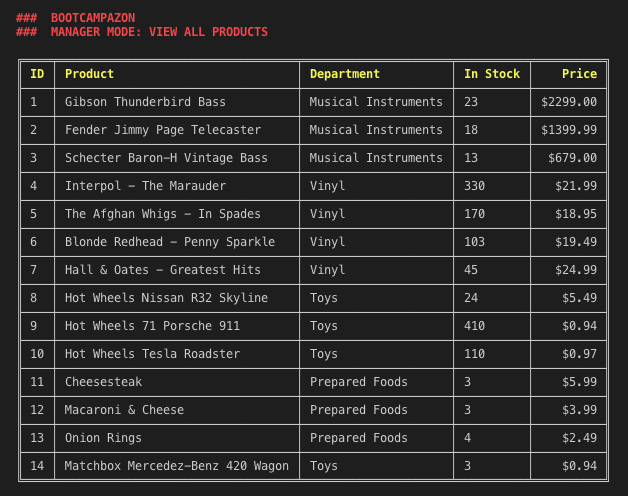 ### BOOTCAMPAZON
### MANAGER MODE: VIEW ALL PRODUCTS
ID Product Department In Stock Price
1 Gibson Thunderbird Bass Musical Instruments 23 $2299.00
2 Fender Jimmy Page Telecaster Musical Instruments 18 $1399.99
3 Schecter Baron-H Vintage Bass Musical Instruments 13 $679.00
4 Interpol - The Marauder Vinyl 330 $21.99
5 The Afghan Whigs - In Spades Vinyl 170 $18.95
6 Blonde Redhead - Penny Sparkle Vinyl 103 $19.49
7 Hall & Oates - Greatest Hits Vinyl 45 $24.99
8 Hot Wheels Nissan R32 Skyline Toys 24 $5.49
9 Hot Wheels 71 Porsche 911 Toys 410 $0.94
10 Hot Wheels Tesla Roadster Toys 110 $0.97
11 Cheesesteak Prepared Foods 3 $5.99
12 Macaroni & Cheese Prepared Foods 3 $3.99
13 Onion Rings Prepared Foods 4 $2.49
14 Matchbox Mercedez-Benz 420 Wagon Toys 3 $0.94